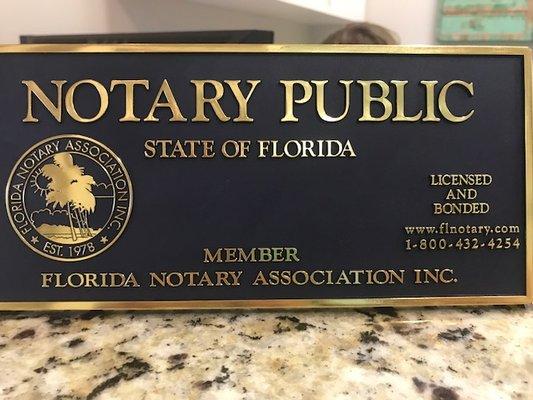 NOTARY PUBLIC
STATE OF FLORIDA
FLORIDA NOTARY ASSOCIATION INC.
★ EST. 1978 ★
LICENSED
AND
BONDED
www.flnotary.com
1-800-432-4254
MEMBER
FLORIDA NOTARY ASSOCIATION INC.